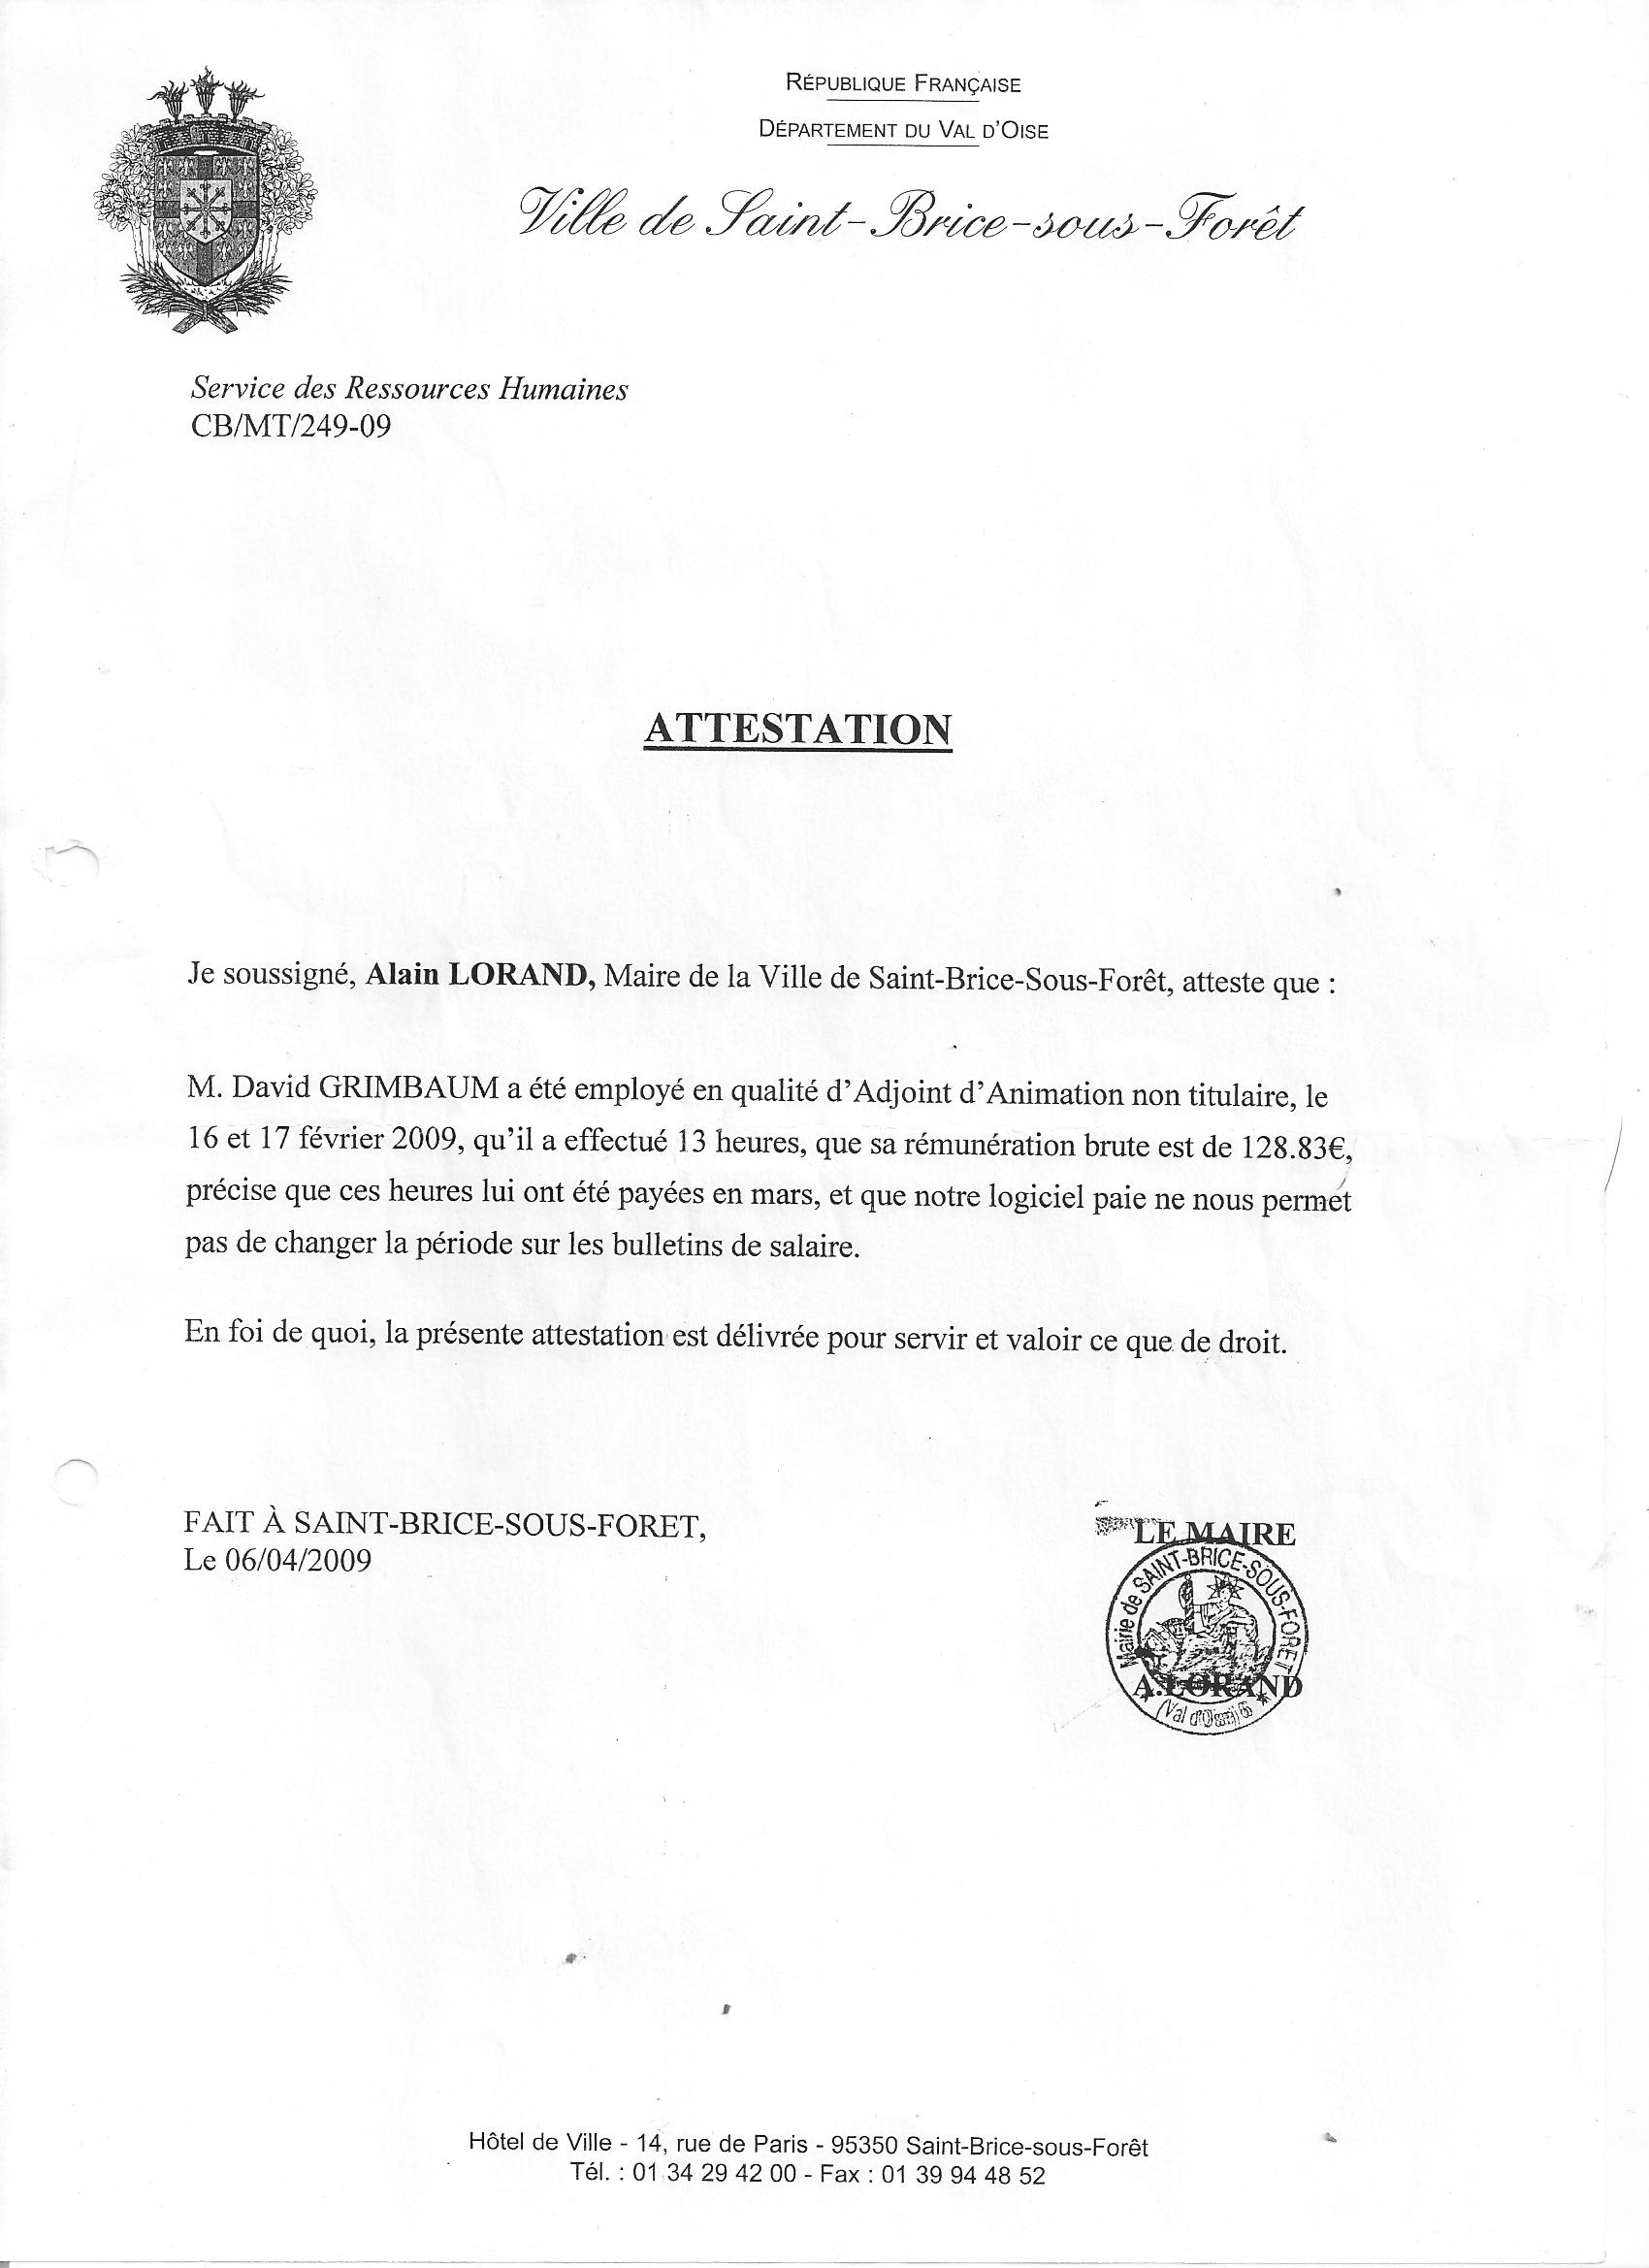 RÉPUBLIQUE FRANÇAISE
DÉPARTEMENT DU VAL D'OISE
Ville de Saint-Brice-sous-Forêt
Service des Ressources Humaines
CB/MT/249-09
ATTESTATION
Je soussigné, Alain LORAND, Maire de la Ville de Saint-Brice-Sous-Forêt, atteste que :
M. David GRIMBAUM a été employé en qualité d'Adjoint d'Animation non titulaire, le
16 et 17 février 2009, qu'il a effectué 13 heures, que sa rémunération brute est de 128.83€,
précise que ces heures lui ont été payées en mars, et que notre logiciel paie ne nous permet
pas de changer la période sur les bulletins de salaire.
En foi de quoi, la présente attestation est délivrée pour servir et valoir ce que de droit.
FAIT À SAINT-BRICE-SOUS-FORET,
Le 06/04/2009
LE MAIRE
Mairie de SAINT-BRICE-SOUS-FORET
A.LORAND
(Val d'Oise)
Hôtel de Ville - 14, rue de Paris - 95350 Saint-Brice-sous-Forêt
Tél. : 01 34 29 42 00 - Fax : 01 39 94 48 52